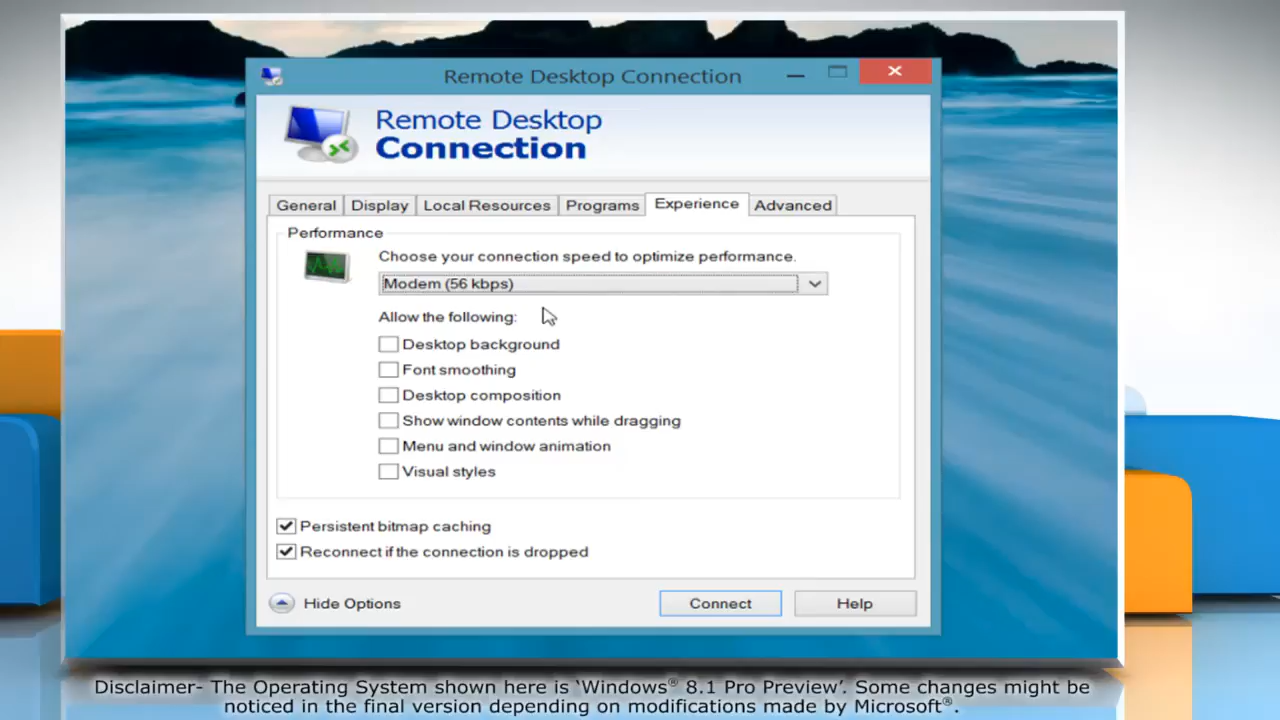 Remote Desktop Connection
Remote Desktop
Connection
General Display Local Resources Programs Experience Advanced
Performance
Choose your connection speed to optimize performance.
Modem (56 kbps)
Allow the following:
Desktop background
Font smoothing
Desktop composition
Show window contents while dragging
Menu and window animation
Visual styles
Persistent bitmap caching
Reconnect if the connection is dropped
Hide Options Connect Help
Disclaimer- The Operating System shown here is ‘Windows® 8.1 Pro Preview’. Some changes might be
noticed in the final version depending on modifications made by Microsoft®.